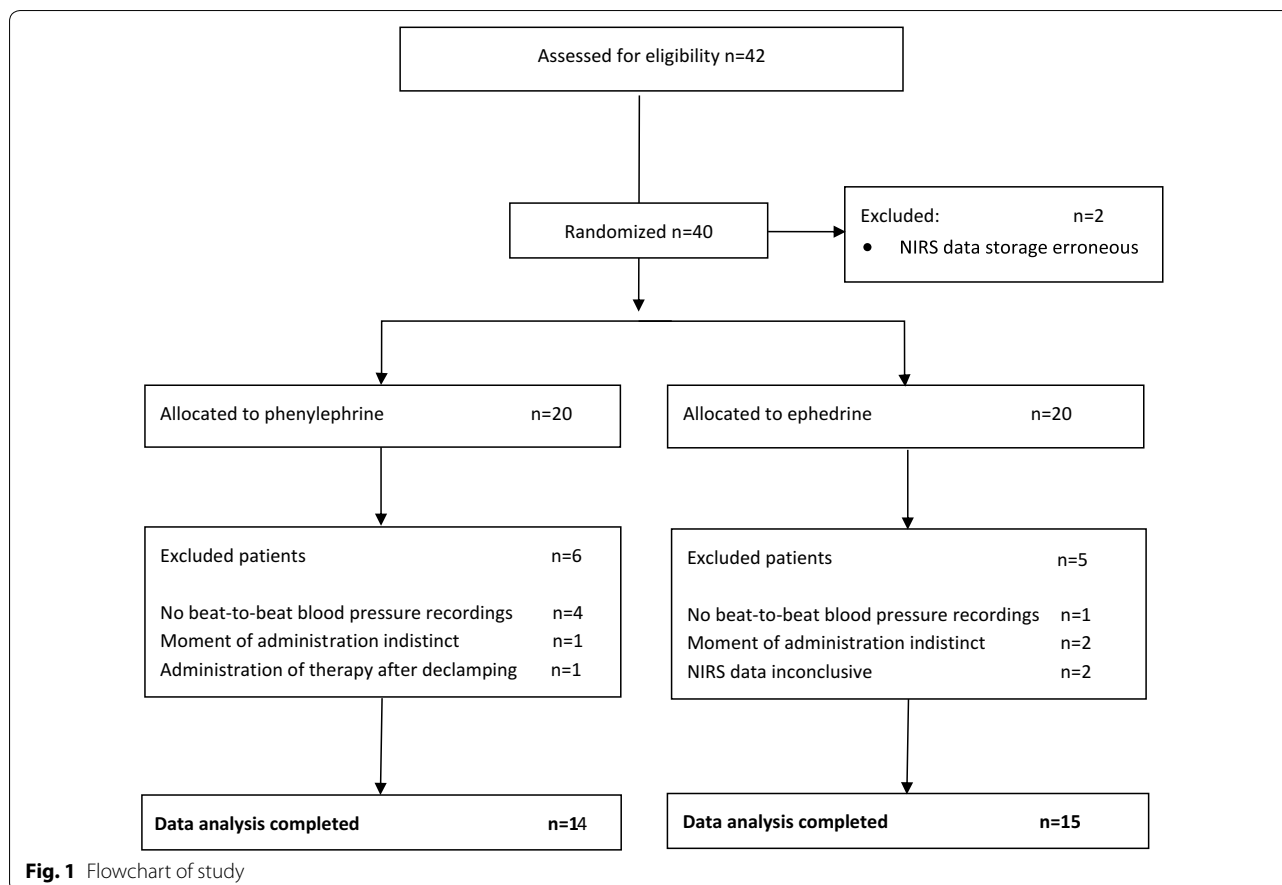 Assessed for eligibility n=42
Randomized n=40
Excluded: n=2
● NIRS data storage erroneous
Allocated to phenylephrine n=20
Allocated to ephedrine n=20
Excluded patients n=6
No beat-to-beat blood pressure recordings n=4
Moment of administration indistinct n=1
Administration of therapy after declamping n=1
Excluded patients n=5
No beat-to-beat blood pressure recordings n=1
Moment of administration indistinct n=2
NIRS data inconclusive n=2
Data analysis completed n=14
Data analysis completed n=15
Fig. 1 Flowchart of study